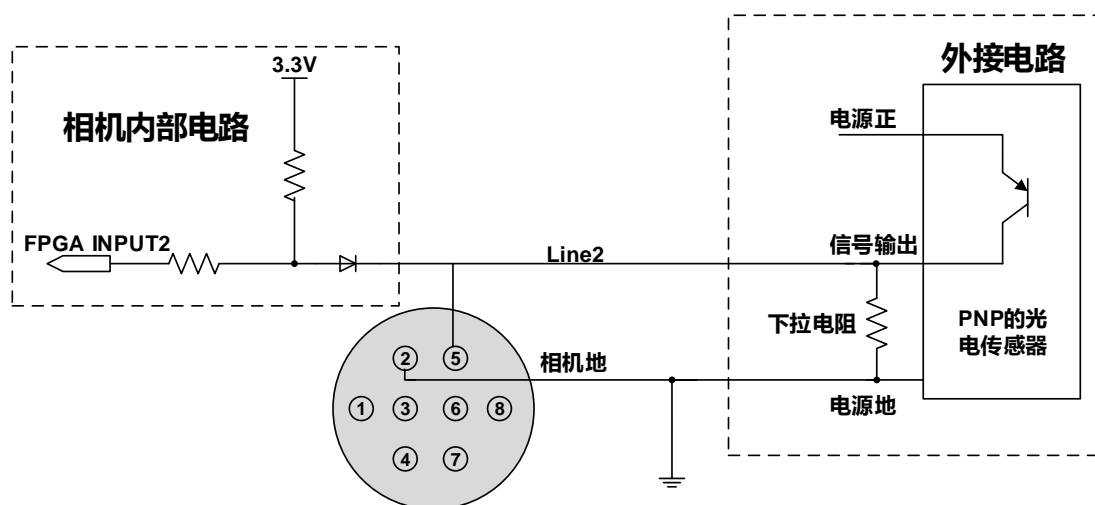 外接电路
3.3V
相机内部电路
电源正
FPGA INPUT2
Line2
信号输出
下拉电阻
PNP的光
电传感器
2
5
相机地
电源地
1
3
6
8
4
7